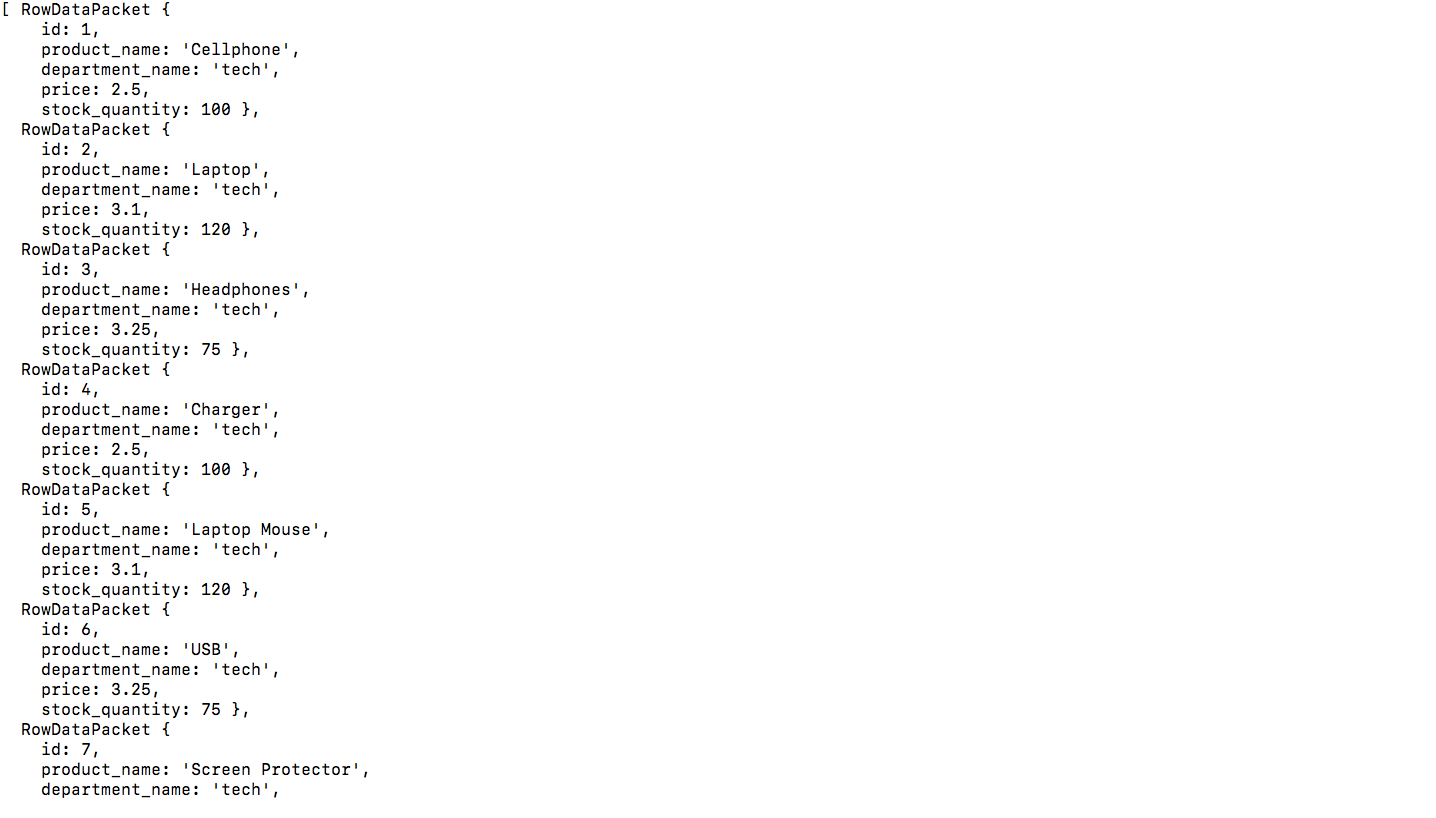 [ RowDataPacket {
    id: 1,
    product_name: 'Cellphone',
    department_name: 'tech',
    price: 2.5,
    stock_quantity: 100 },
  RowDataPacket {
    id: 2,
    product_name: 'Laptop',
    department_name: 'tech',
    price: 3.1,
    stock_quantity: 120 },
  RowDataPacket {
    id: 3,
    product_name: 'Headphones',
    department_name: 'tech',
    price: 3.25,
    stock_quantity: 75 },
  RowDataPacket {
    id: 4,
    product_name: 'Charger',
    department_name: 'tech',
    price: 2.5,
    stock_quantity: 100 },
  RowDataPacket {
    id: 5,
    product_name: 'Laptop Mouse',
    department_name: 'tech',
    price: 3.1,
    stock_quantity: 120 },
  RowDataPacket {
    id: 6,
    product_name: 'USB',
    department_name: 'tech',
    price: 3.25,
    stock_quantity: 75 },
  RowDataPacket {
    id: 7,
    product_name: 'Screen Protector',
    department_name: 'tech',